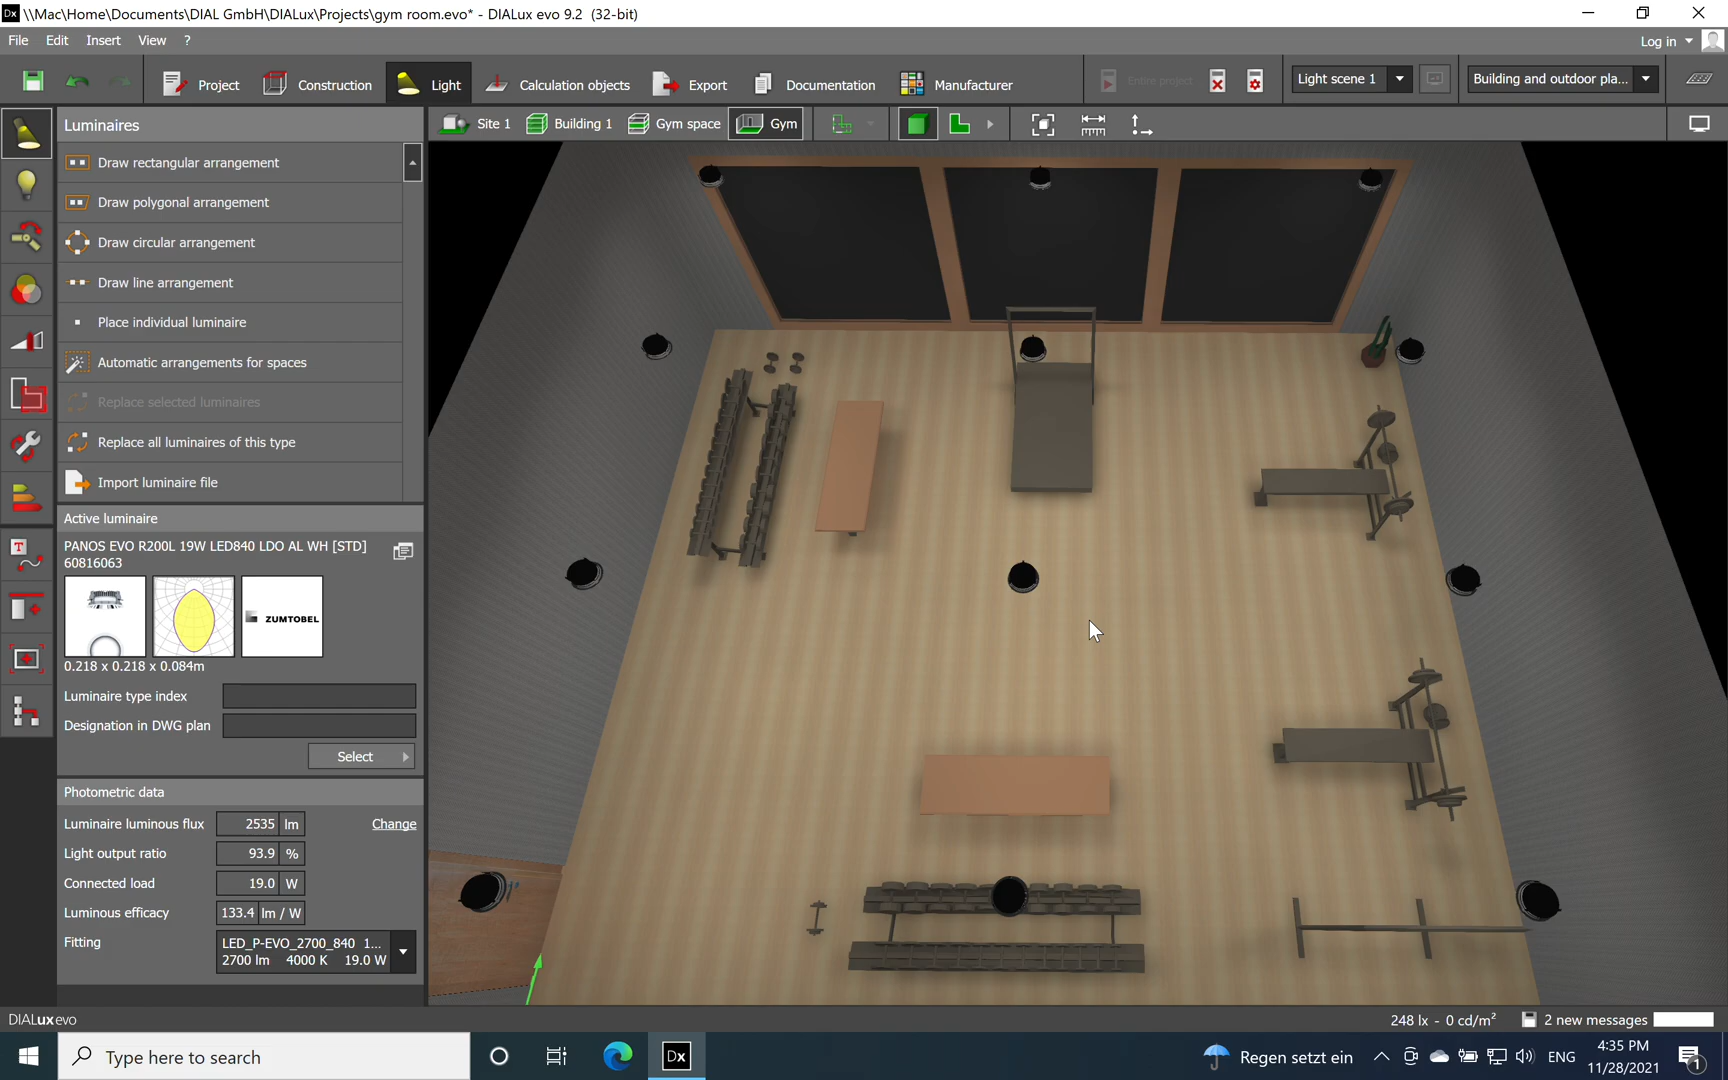 Dx \\Mac\Home\Documents\DIAL GmbH\DIALux\Projects\gym room.evo* - DIALux evo 9.2 (32-bit)
File Edit Insert View ?
Log in
Project Construction Light Calculation objects Export Documentation Manufacturer
Entire project
Light scene 1
Building and outdoor pla...
Luminaires
Site 1 Building 1 Gym space Gym
Draw rectangular arrangement
Draw polygonal arrangement
Draw circular arrangement
Draw line arrangement
Place individual luminaire
Automatic arrangements for spaces
Replace selected luminaires
Replace all luminaires of this type
Import luminaire file
Active luminaire
PANOS EVO R200L 19W LED840 LDO AL WH [STD]
60816063
ZUMTOBEL
0.218 x 0.218 x 0.084m
Luminaire type index
Designation in DWG plan
Select
Photometric data
Luminaire luminous flux 2535 lm Change
Light output ratio 93.9 %
Connected load 19.0 W
Luminous efficacy 133.4 lm / W
Fitting LED_P-EVO_2700_840 1...
2700 lm 4000 K 19.0 W
DIALux evo
248 lx - 0 cd/m²
2 new messages
Type here to search
Dx
Regen setzt ein
ENG
4:35 PM
11/28/2021
1